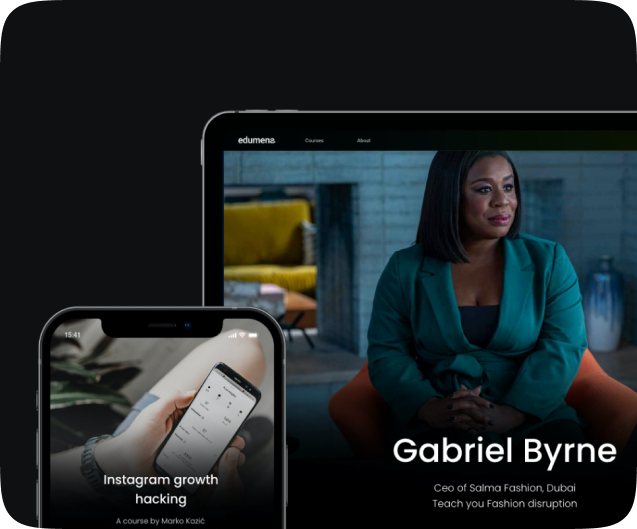 edumena
Courses
About
Gabriel Byrne
Ceo of Salma Fashion, Dubai
Teach you Fashion disruption
15:41
Instagram growth
hacking
A course by Marko Kazić